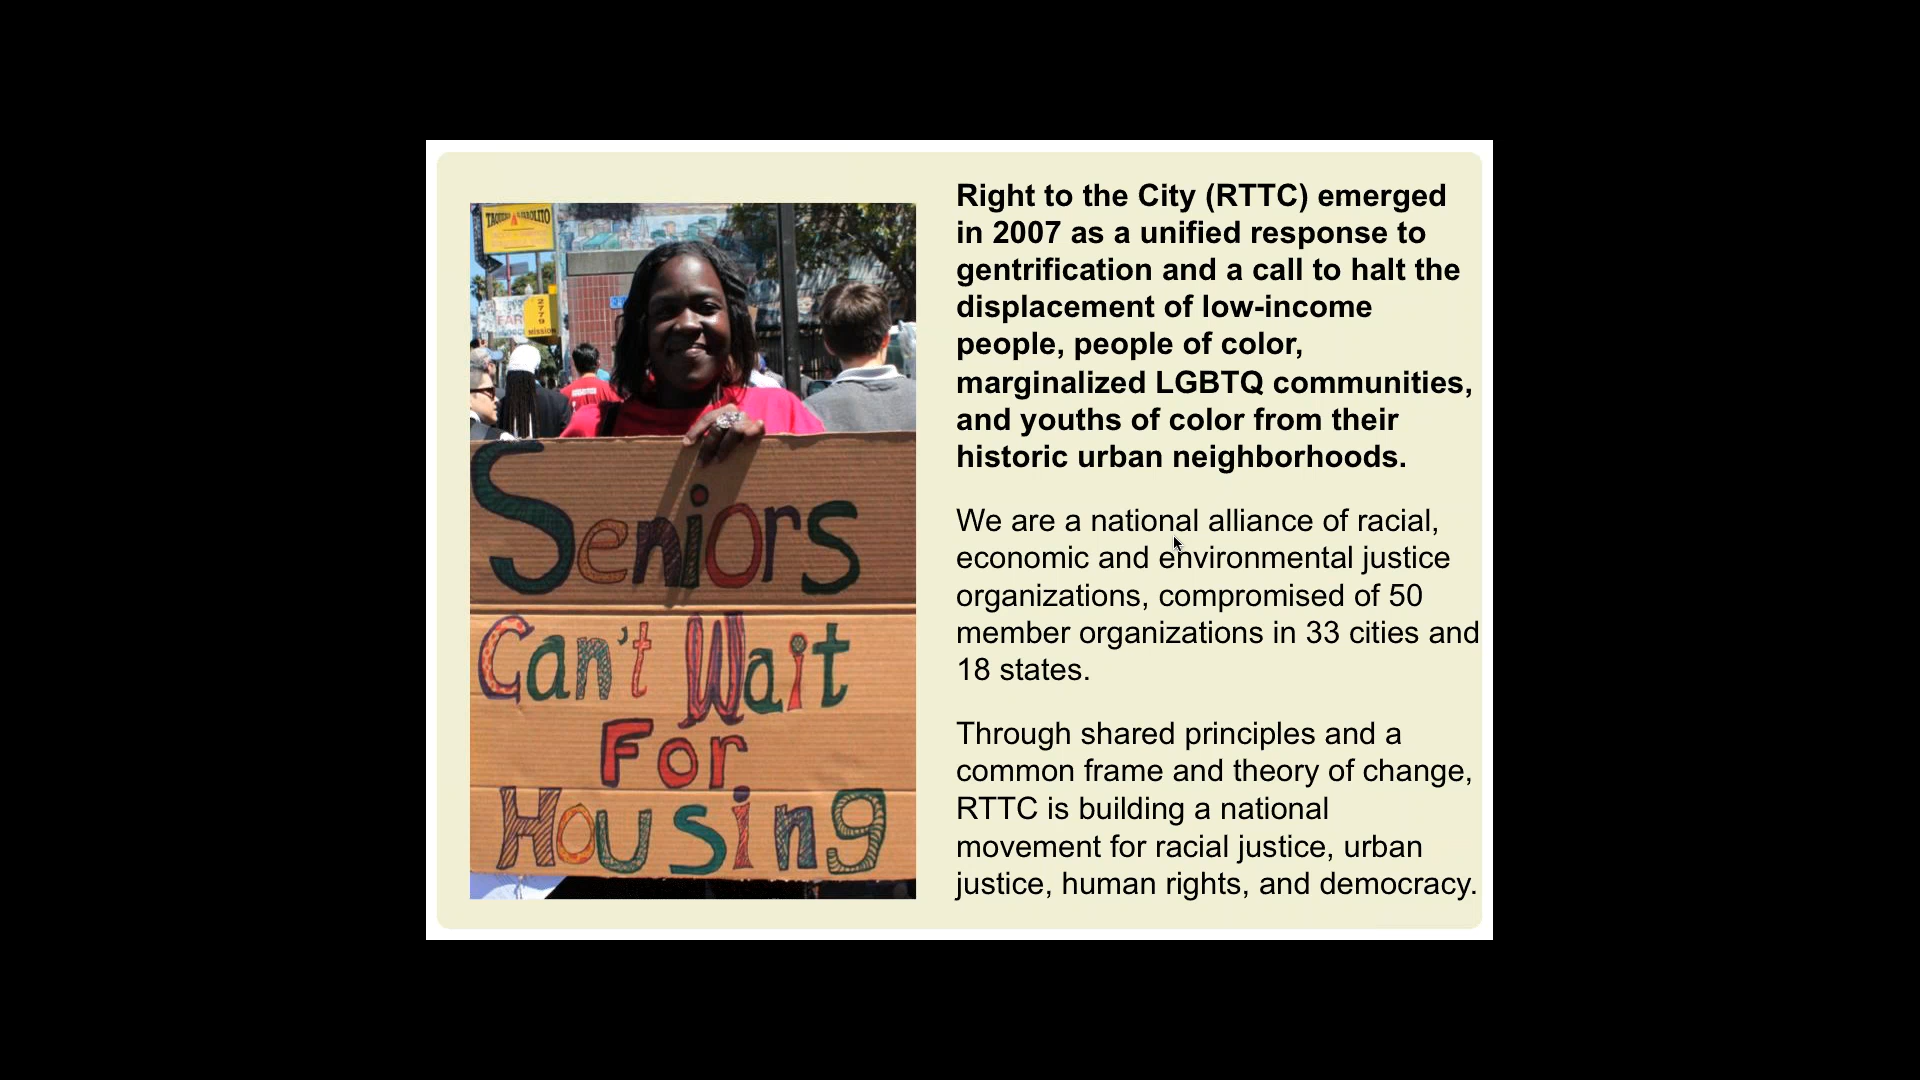 Right to the City (RTTC) emerged
in 2007 as a unified response to
gentrification and a call to halt the
displacement of low-income
people, people of color,
marginalized LGBTQ communities,
and youths of color from their
historic urban neighborhoods.
We are a national alliance of racial,
economic and environmental justice
organizations, compromised of 50
member organizations in 33 cities and
18 states.
Through shared principles and a
common frame and theory of change,
RTTC is building a national
movement for racial justice, urban
justice, human rights, and democracy.
2779
mission
FAR
Seniors
Can't Wait
For
Housing